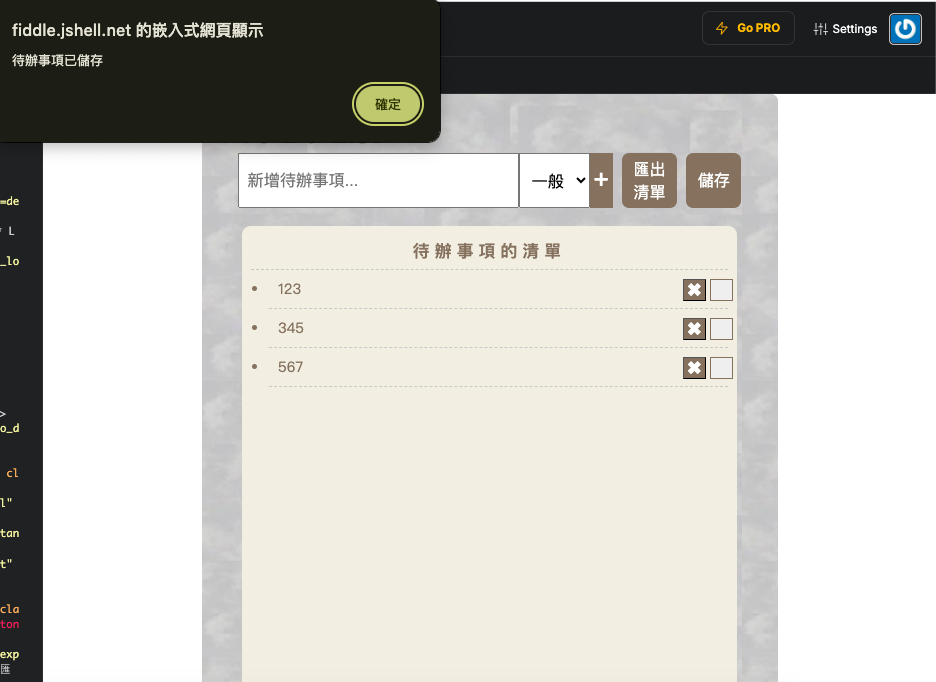 fiddle.jshell.net 的嵌入式網頁顯示
待辦事項已儲存
確定
Go PRO
Settings
新增待辦事項...
一般
+
匯出
清單
儲存
待辦事項的清單
• 123
• 345
• 567
=de
L
_lo
>
o_d
cl
l"
tan
t"
cla
ton
exp
匯